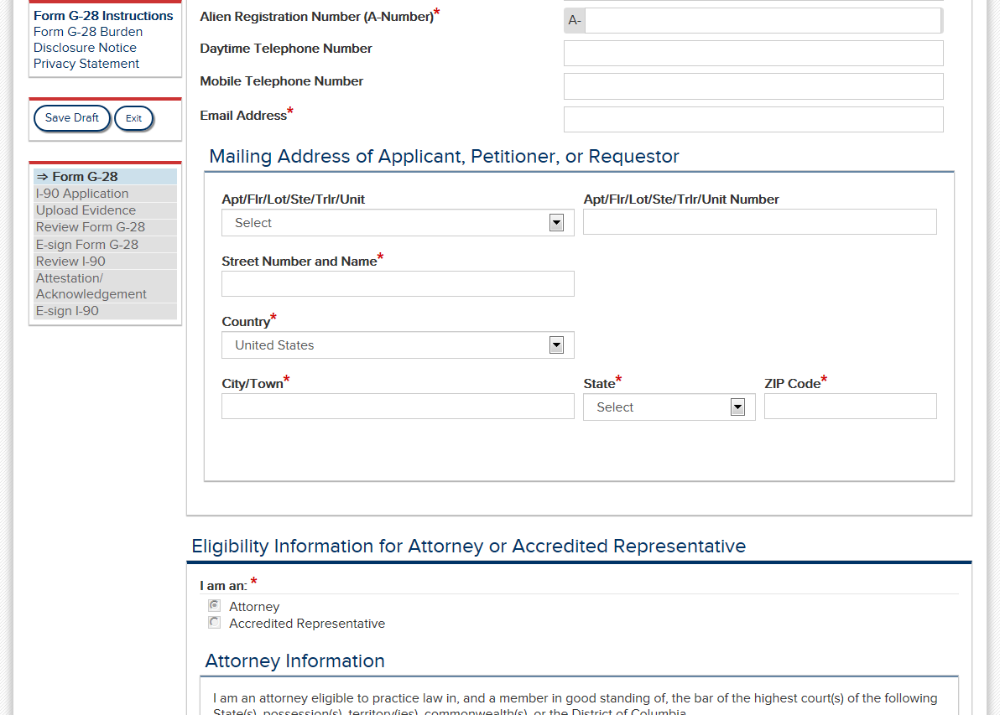 Form G-28 Instructions
Form G-28 Burden
Disclosure Notice
Privacy Statement
Save Draft
Exit
⇒ Form G-28
I-90 Application
Upload Evidence
Review Form G-28
E-sign Form G-28
Review I-90
Attestation/
Acknowledgement
E-sign I-90
Alien Registration Number (A-Number)*
A-
Daytime Telephone Number
Mobile Telephone Number
Email Address*
Mailing Address of Applicant, Petitioner, or Requestor
Apt/Flr/Lot/Ste/Trlr/Unit
Apt/Flr/Lot/Ste/Trlr/Unit Number
Select
Street Number and Name*
Country*
United States
City/Town*
State*
ZIP Code*
Select
Eligibility Information for Attorney or Accredited Representative
I am an: *
Attorney
Accredited Representative
Attorney Information
I am an attorney eligible to practice law in, and a member in good standing of, the bar of the highest court(s) of the following
State(s), possession(s), territory(ies), commonwealth(s), or the District of Columbia